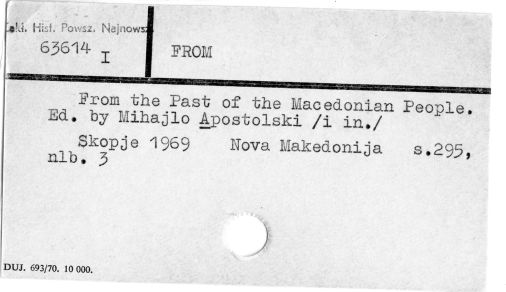 Zakł. Hist. Powsz. Najnowsz.
63614 I
FROM
From the Past of the Macedonian People.
Ed. by Mihajlo Apostolski /i in./
Skopje 1969 Nova Makedonija s.295,
nlb. 3
DUJ. 693/70. 10 000.